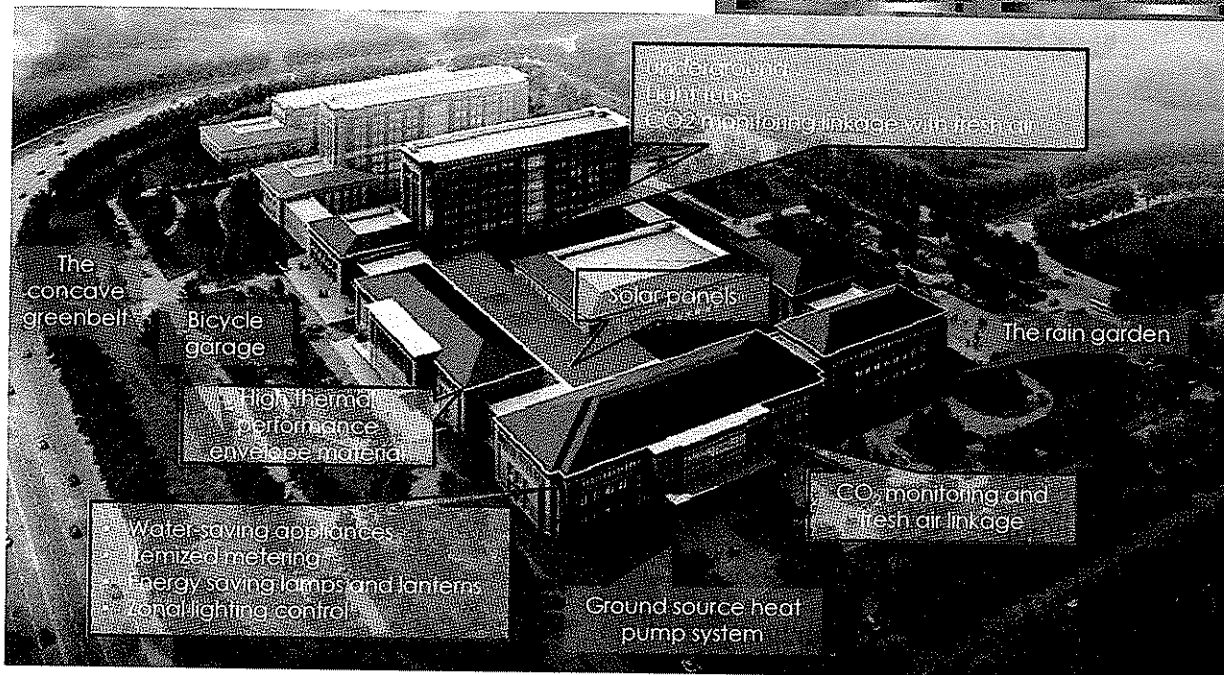 Underground
Light tube
CO2 monitoring linkage with fresh air
The
concave
greenbelt
Bicycle
garage
Solar panels
The rain garden
High thermal
performance
envelope material
CO₂ monitoring and
fresh air linkage
• Water-saving appliances
• Itemized metering
• Energy saving lamps and lanterns
• Zonal lighting control
Ground source heat
pump system